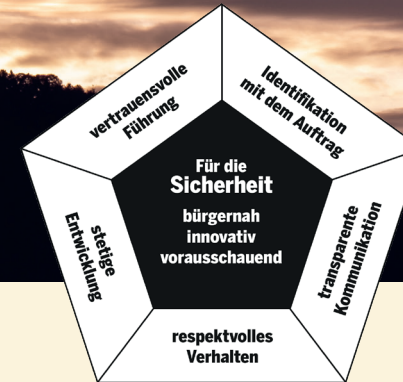 vertrauensvolle
Führung
Identifikation
mit dem Auftrag
Für die
Sicherheit
bürgernah
innovativ
vorausschauend
stetige
Entwicklung
transparente
Kommunikation
respektvolles
Verhalten